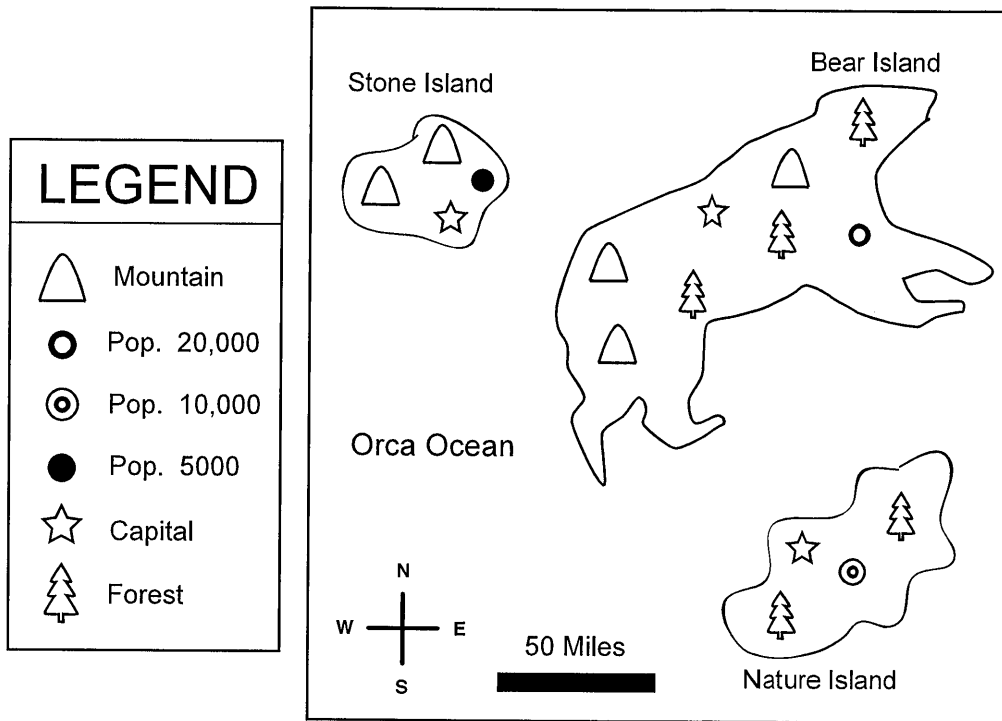 LEGEND
Mountain
Pop. 20,000
Pop. 10,000
Pop. 5000
Capital
Forest
Stone Island
Bear Island
Orca Ocean
N
W E
S
50 Miles
Nature Island